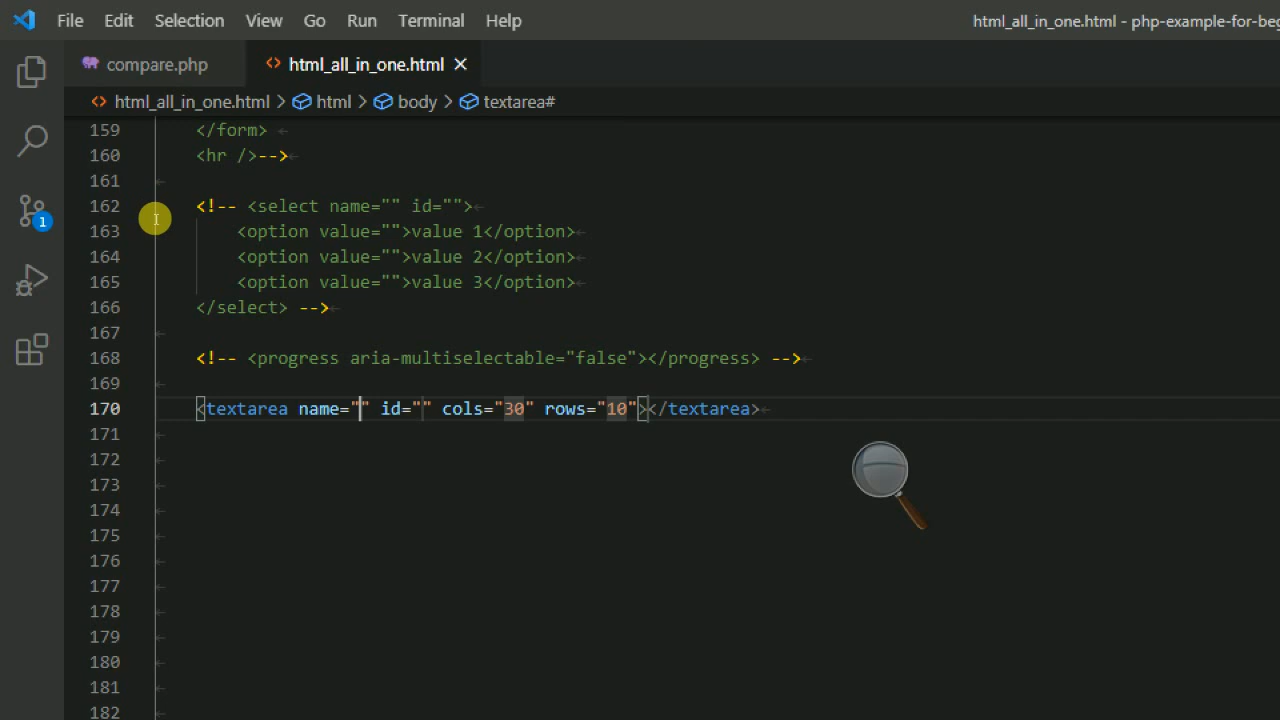 File Edit Selection View Go Run Terminal Help html_all_in_one.html - php-example-for-beg
compare.php html_all_in_one.html
html_all_in_one.html > html > body > textarea#
159 </form>
160 <hr />-->
161
162 <!-- <select name="" id="">
1
163 <option value="">value 1</option>
164 <option value="">value 2</option>
165 <option value="">value 3</option>
166 </select> -->
167
168 <!-- <progress aria-multiselectable="false"></progress> -->
169
170 <textarea name="" id="" cols="30" rows="10"></textarea>
171
172
173
174
175
176
177
178
179
180
181
182